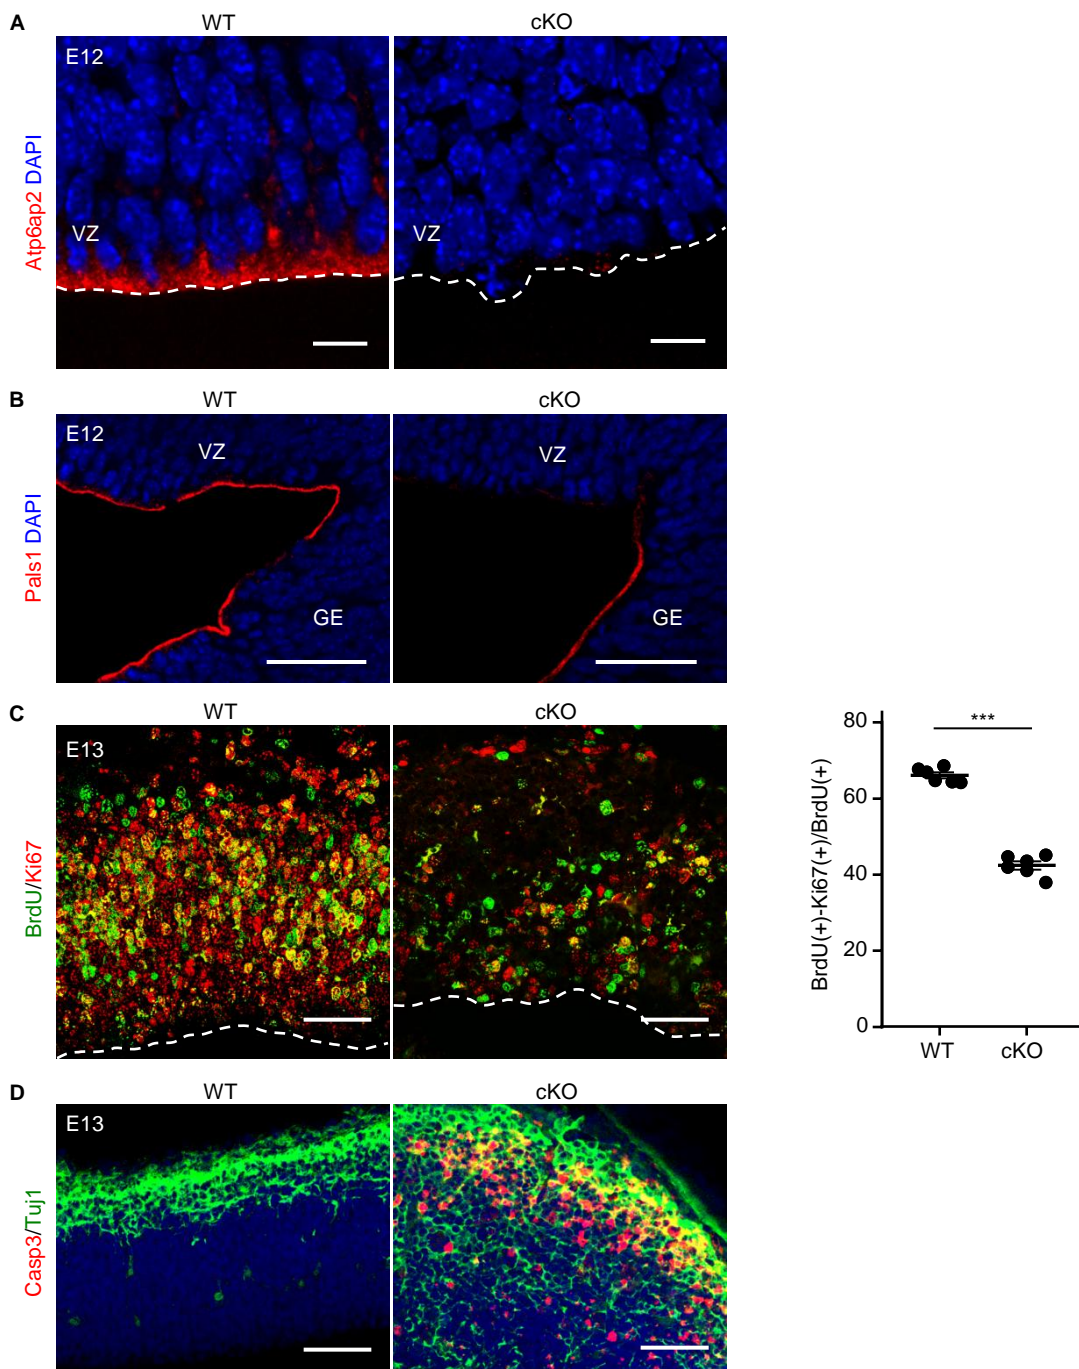 A
WT
cKO
E12
Atp6ap2 DAPI
VZ
VZ
B
WT
cKO
E12
Pals1 DAPI
VZ
VZ
GE
GE
C
WT
cKO
E13
BrdU/Ki67
BrdU(+)-Ki67(+)/BrdU(+)
80
60
40
20
0
***
WT
cKO
D
WT
cKO
E13
Casp3/Tuj1